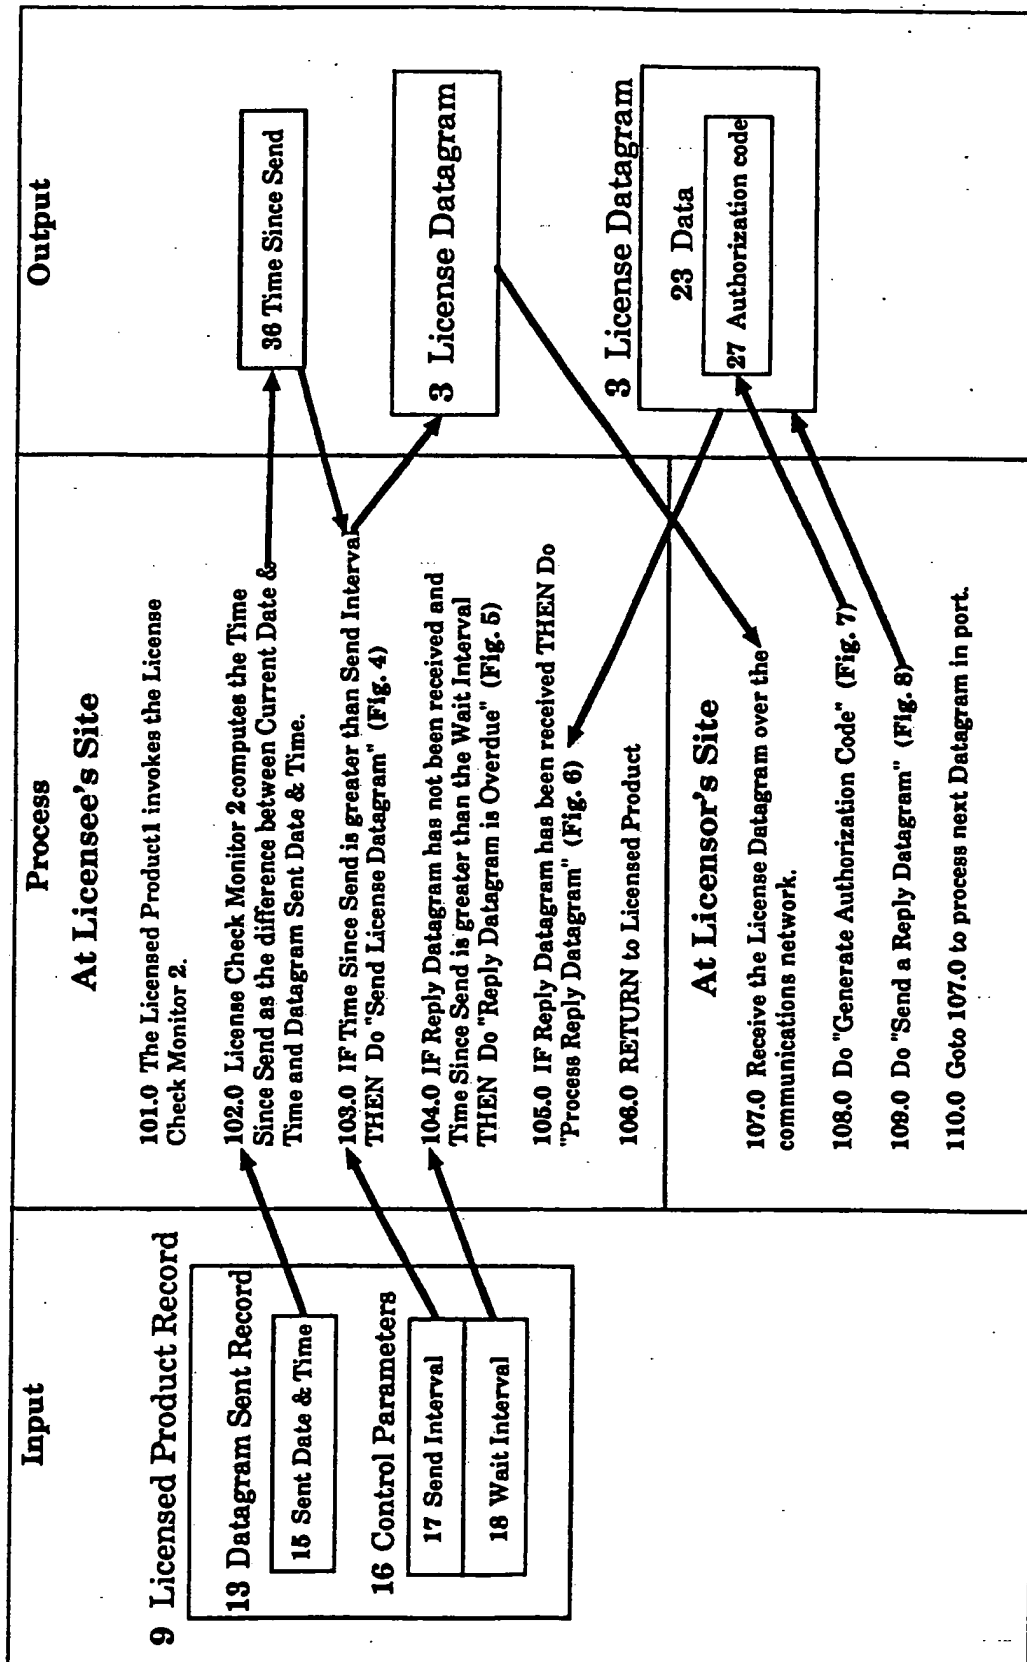 Input
Process
Output
9 Licensed Product Record
13 Datagram Sent Record
15 Sent Date & Time
16 Control Parameters
17 Send Interval
18 Wait Interval
At Licensee's Site
101.0 The Licensed Product1 invokes the License
Check Monitor 2.
102.0 License Check Monitor 2 computes the Time
Since Send as the difference between Current Date &
Time and Datagram Sent Date & Time.
103.0 IF Time Since Send is greater than Send Interval
THEN Do "Send License Datagram" (Fig. 4)
104.0 IF Reply Datagram has not been received and
Time Since Send is greater than the Wait Interval
THEN Do "Reply Datagram is Overdue" (Fig. 5)
105.0 IF Reply Datagram has been received THEN Do
"Process Reply Datagram" (Fig. 6)
106.0 RETURN to Licensed Product
At Licensor's Site
107.0 Receive the License Datagram over the
communications network.
108.0 Do "Generate Authorization Code" (Fig. 7)
109.0 Do "Send a Reply Datagram" (Fig. 8)
110.0 Goto 107.0 to process next Datagram in port.
36 Time Since Send
3 License Datagram
3 License Datagram
23 Data
27 Authorization code